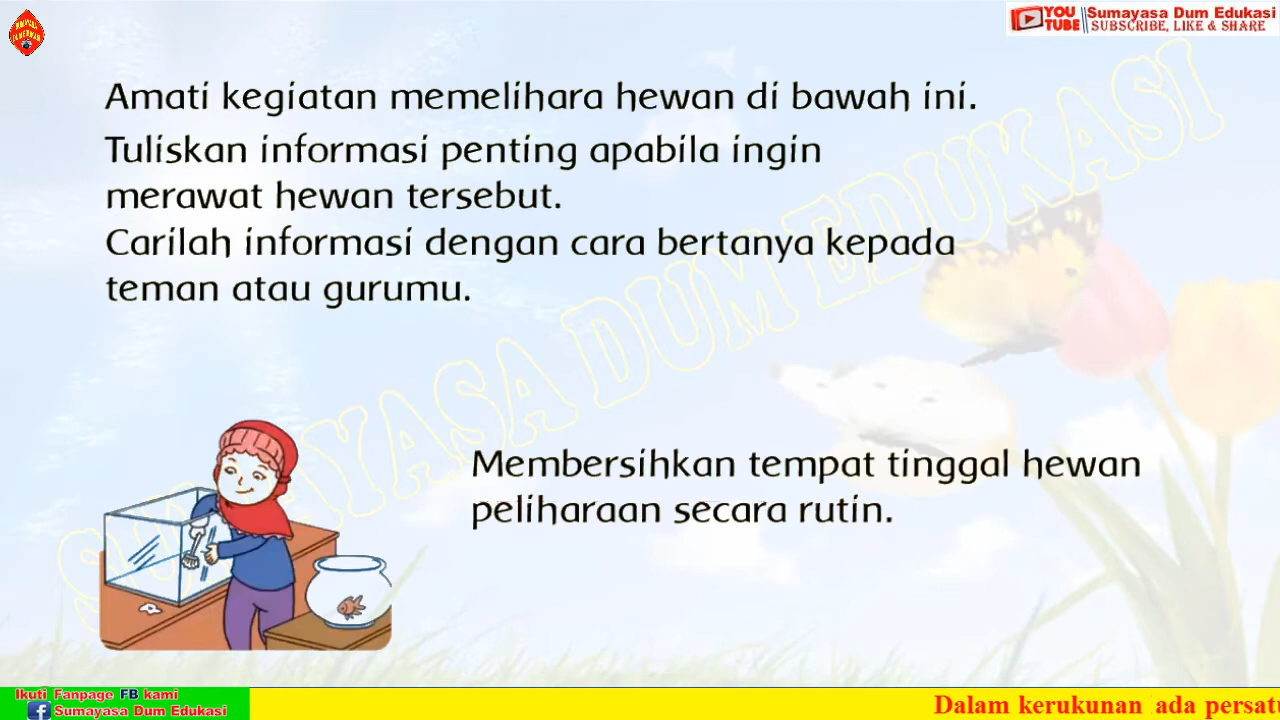 YOU TUBE
Sumayasa Dum Edukasi
SUBSCRIBE, LIKE & SHARE
Amati kegiatan memelihara hewan di bawah ini.
Tuliskan informasi penting apabila ingin
merawat hewan tersebut.
Carilah informasi dengan cara bertanya kepada
teman atau gurumu.
SUMAYASA DUM EDUKASI
Membersihkan tempat tinggal hewan
peliharaan secara rutin.
Ikuti Fanpage FB kami
Sumayasa Dum Edukasi
Dalam kerukunan ada persatu